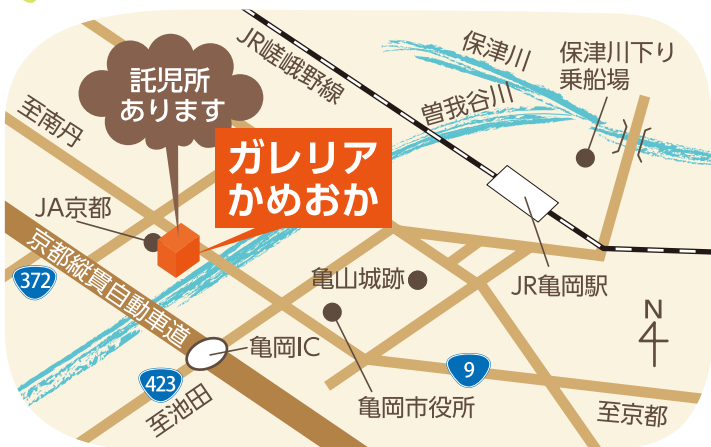 託児所
あります
JR嵯峨野線
保津川
保津川下り
乗船場
曽我谷川
至南丹
ガレリア
かめおか
JA京都
京都縦貫自動車道
372
亀山城跡
JR亀岡駅
N
亀岡IC
9
423
至池田
亀岡市役所
至京都